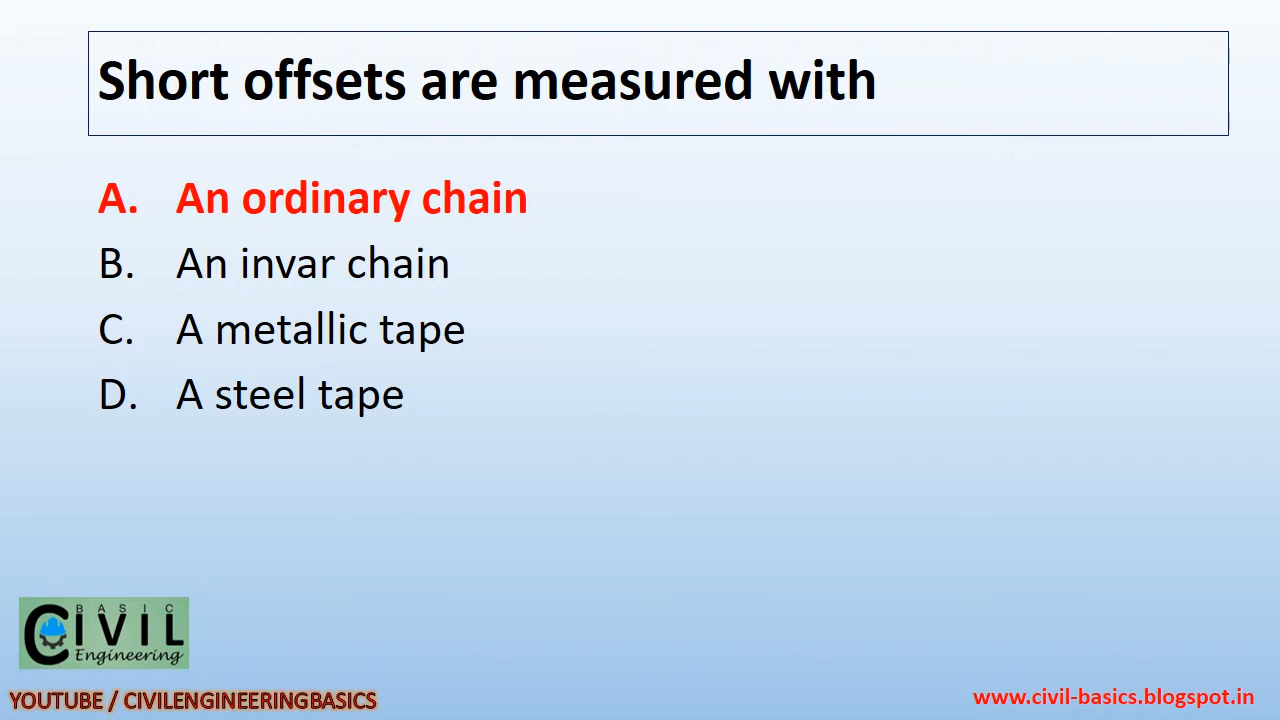 Short offsets are measured with
A. An ordinary chain
B. An invar chain
C. A metallic tape
D. A steel tape
BASIC
CIVIL
Engineering
YOUTUBE / CIVILENGINEERINGBASICS
www.civil-basics.blogspot.in